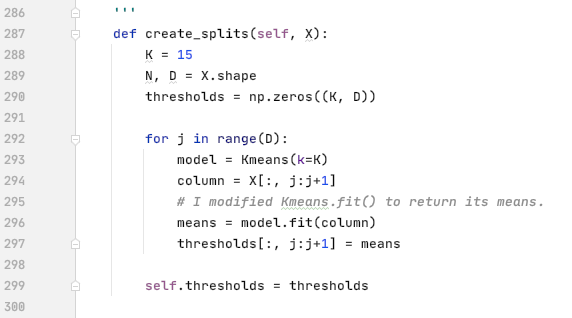 286 '''
287 def create_splits(self, X):
288 K = 15
289 N, D = X.shape
290 thresholds = np.zeros((K, D))
291
292 for j in range(D):
293 model = Kmeans(k=K)
294 column = X[:, j:j+1]
295 # I modified Kmeans.fit() to return its means.
296 means = model.fit(column)
297 thresholds[:, j:j+1] = means
298
299 self.thresholds = thresholds
300